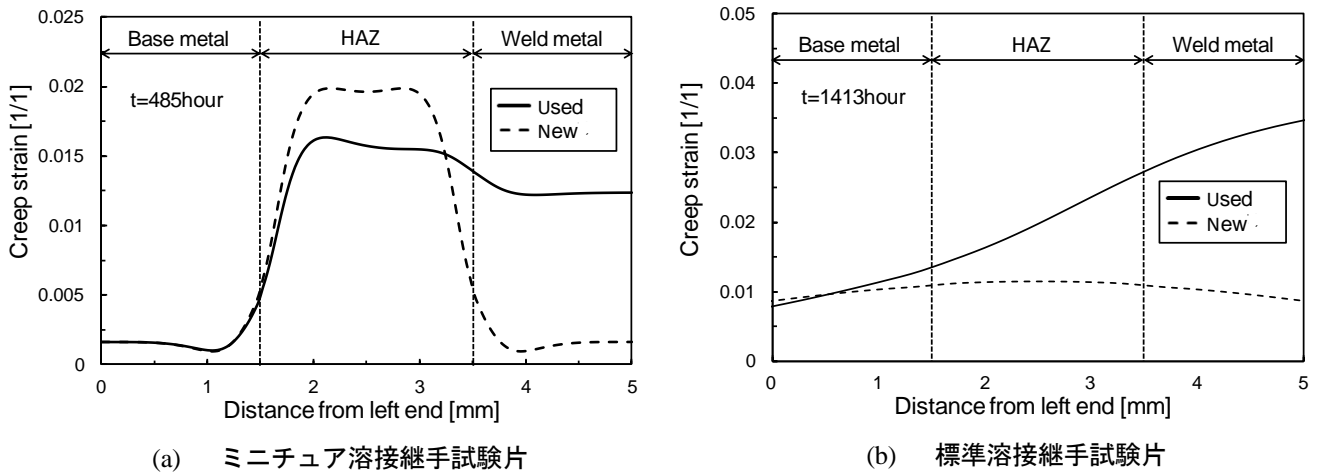 0.025
0.02
0.015
0.01
0.005
0
Creep strain [1/1]
Base metal
HAZ
Weld metal
t=485hour
Used
New
0 1 2 3 4 5
Distance from left end [mm]
(a) ミニチュア溶接継手試験片
0.05
0.04
0.03
0.02
0.01
0
Creep strain [1/1]
Base metal
HAZ
Weld metal
t=1413hour
Used
New
0 1 2 3 4 5
Distance from left end [mm]
(b) 標準溶接継手試験片